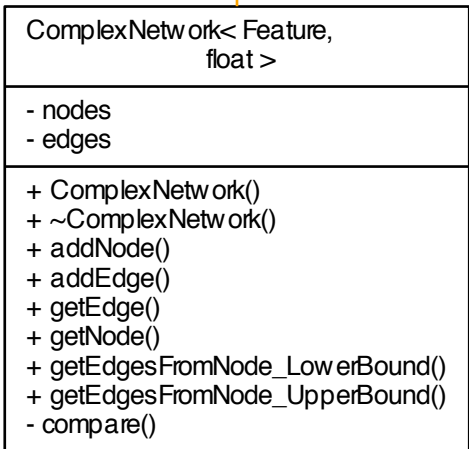 ComplexNetwork< Feature,
float >
- nodes
- edges
+ ComplexNetwork()
+ ~ComplexNetwork()
+ addNode()
+ addEdge()
+ getEdge()
+ getNode()
+ getEdgesFromNode_LowerBound()
+ getEdgesFromNode_UpperBound()
- compare()